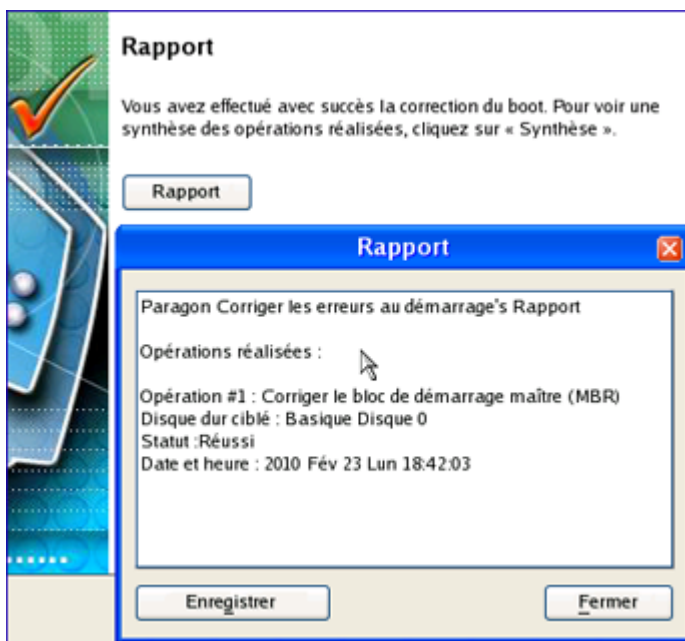 Rapport
Vous avez effectué avec succès la correction du boot. Pour voir une
synthèse des opérations réalisées, cliquez sur « Synthèse ».
Rapport
Rapport
Paragon Corriger les erreurs au démarrage's Rapport
Opérations réalisées :
Opération #1 : Corriger le bloc de démarrage maître (MBR)
Disque dur ciblé : Basique Disque 0
Statut :Réussi
Date et heure : 2010 Fév 23 Lun 18:42:03
Enregistrer
Fermer